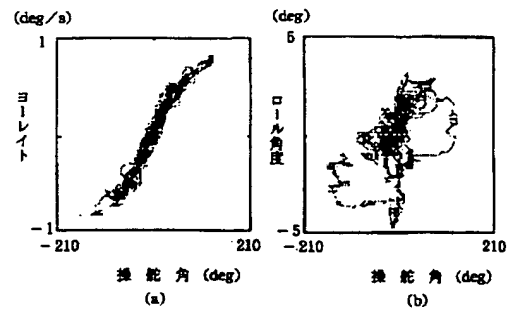 (deg/s)
1
ヨーレイト
-1
-210
210
操 舵 角 (deg)
(a)
(deg)
5
ロール角度
-5
-210
210
操 舵 角 (deg)
(b)